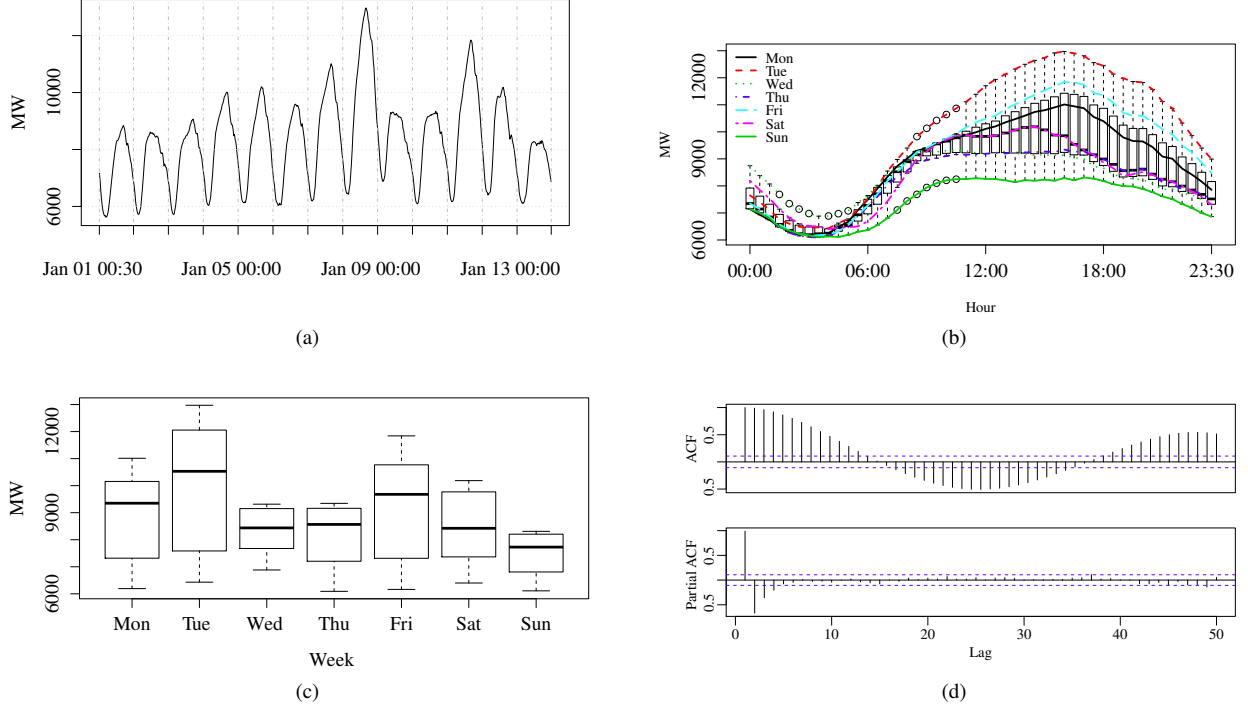 MW
10000
6000
Jan 01 00:30
Jan 05 00:00
Jan 09 00:00
Jan 13 00:00
(a)
MW
12000
9000
6000
Mon
Tue
Wed
Thu
Fri
Sat
Sun
00:00
06:00
12:00
18:00
23:30
Hour
(b)
MW
12000
9000
6000
Mon
Tue
Wed
Thu
Fri
Sat
Sun
Week
(c)
ACF
0.5
0.5
Partial ACF
0.5
0.5
0
10
20
30
40
50
Lag
(d)